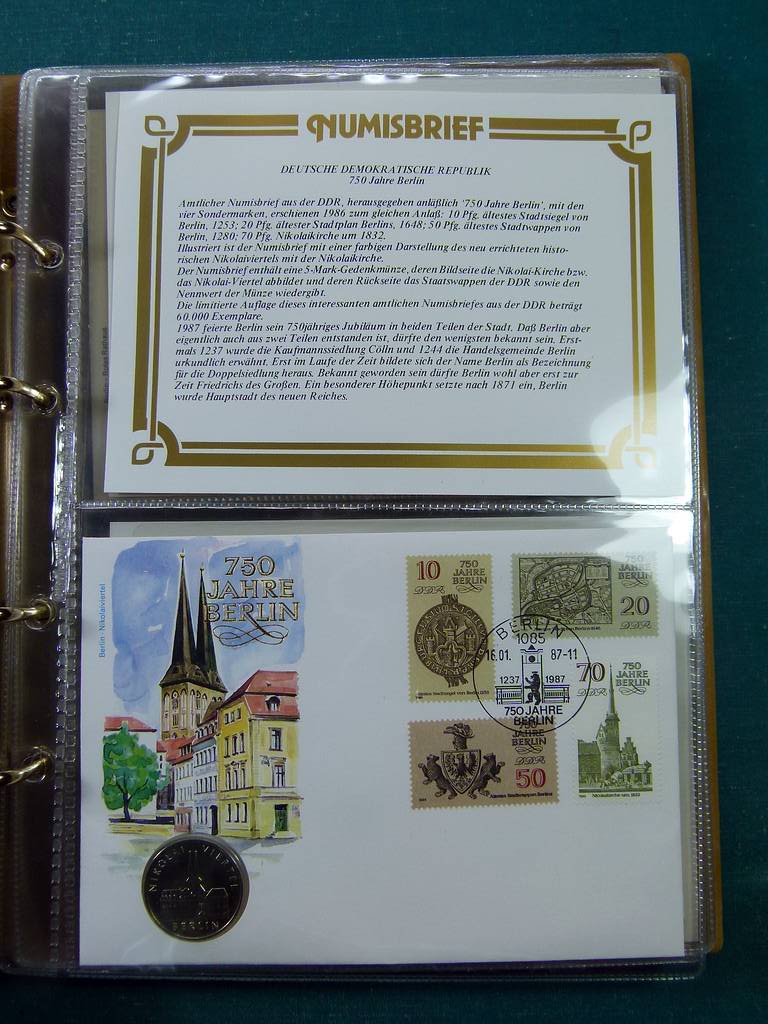 NUMISBRIEF
DEUTSCHE DEMOKRATISCHE REPUBLIK
750 Jahre Berlin
Amtlicher Numisbrief aus der DDR, herausgegeben anläßlich '750 Jahre Berlin', mit den
vier Sondermarken, erschienen 1986 zum gleichen Anlaß: 10 Pfg. ältestes Stadtsiegel von
Berlin, 1253; 20 Pfg. ältester Stadtplan Berlins, 1648; 50 Pfg. ältestes Stadtwappen von
Berlin, 1280; 70 Pfg. Nikolaikirche um 1832.
Illustriert ist der Numisbrief mit einer farbigen Darstellung des neu errichteten histo-
rischen Nikolaiviertels mit der Nikolaikirche.
Der Numisbrief enthält eine 5-Mark-Gedenkmünze, deren Bildseite die Nikolai-Kirche bzw.
das Nikolai-Viertel abbildet und deren Rückseite das Staatswappen der DDR sowie den
Nennwert der Münze wiedergibt.
Die limitierte Auflage dieses interessanten amtlichen Numisbriefes aus der DDR beträgt
60.000 Exemplare.
1987 feierte Berlin sein 750jähriges Jubiläum in beiden Teilen der Stadt. Daß Berlin aber
eigentlich auch aus zwei Teilen entstanden ist, dürfte den wenigsten bekannt sein. Erst-
mals 1237 wurde die Kaufmannssiedlung Cölln und 1244 die Handelsgemeinde Berlin
urkundlich erwähnt. Erst im Laufe der Zeit bildete sich der Name Berlin als Bezeichnung
für die Doppelsiedlung heraus. Bekannt geworden sein dürfte Berlin wohl aber erst zur
Zeit Friedrichs des Großen. Ein besonderer Höhepunkt setzte nach 1871 ein, Berlin
wurde Hauptstadt des neuen Reiches.
Berlin - Nikolaiviertel
750
JAHRE
BERLIN
10
750
JAHRE
BERLIN
DDR
750
JAHRE
BERLIN
20
DDR
BERLIN
1085
16.01. 87-11
1237 1987
750 JAHRE
BERLIN
70
DDR
750
JAHRE
BERLIN
Nikolaikirche um 1832
750
JAHRE
BERLIN
DDR
50
Ältestes Stadtwappen Berlins
NIKOLAIVIERTEL
BERLIN